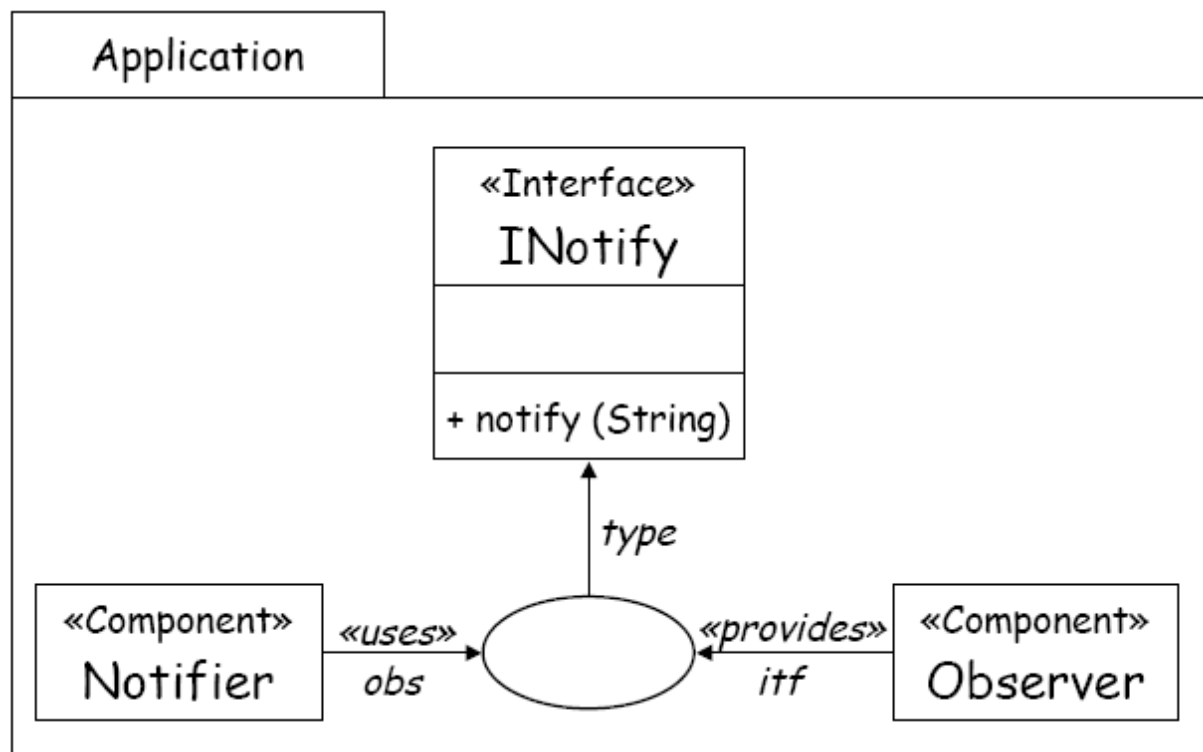 Application
«Interface»
INotify
+ notify (String)
type
«Component»
Notifier
«uses»
obs
«provides»
itf
«Component»
Observer